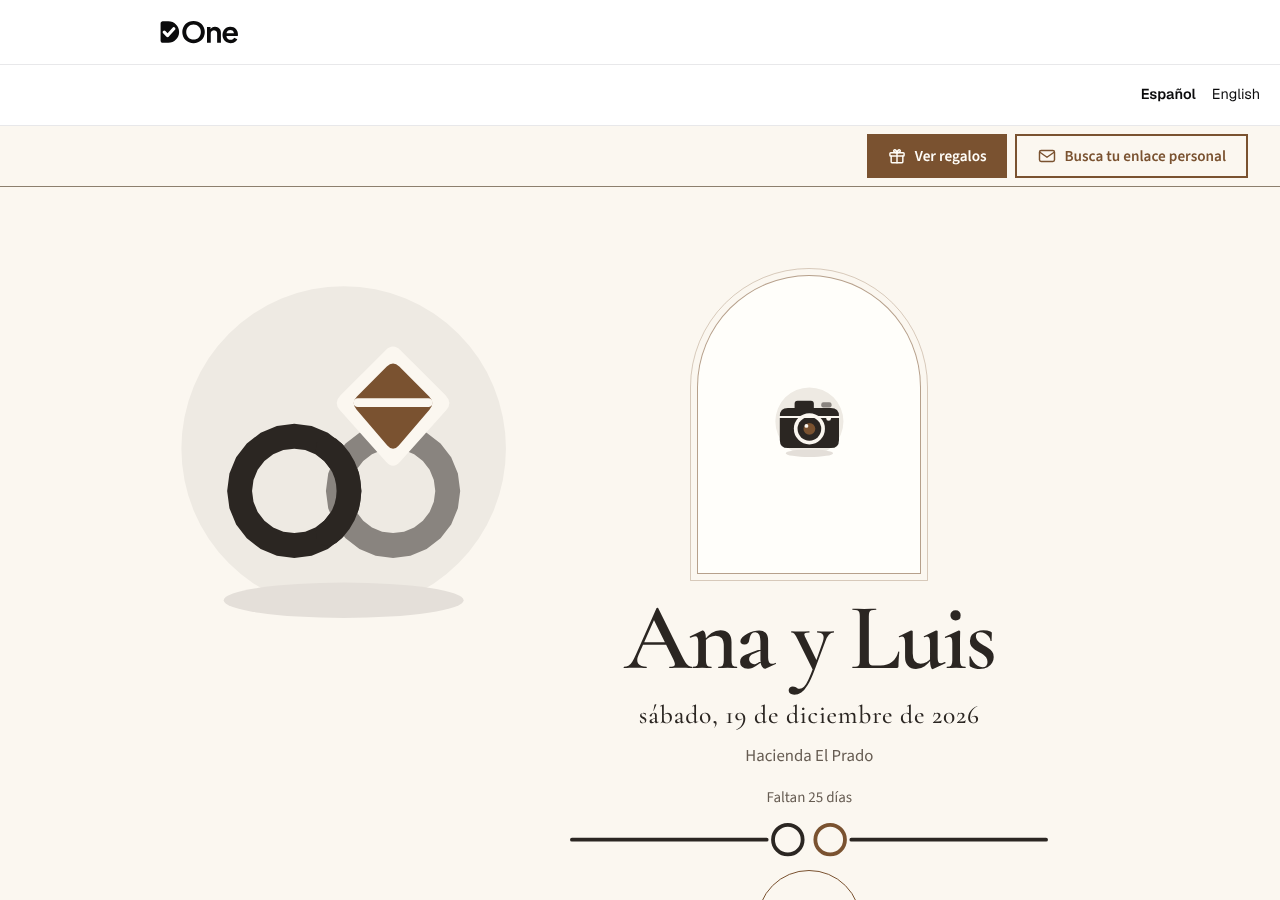 One
Español English
Ver regalos Busca tu enlace personal
Ana y Luis
sábado, 19 de diciembre de 2026
Hacienda El Prado
Faltan 25 días